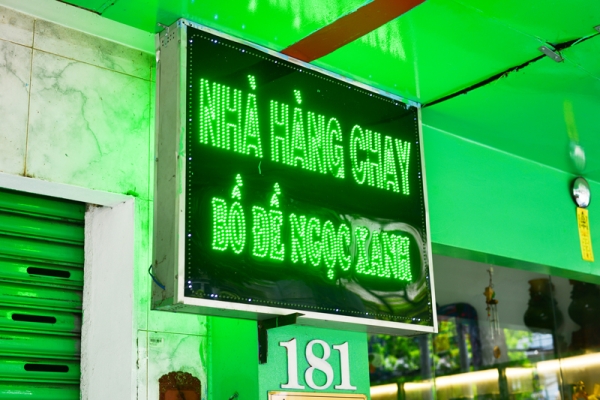 NHÀ HÀNG CHAY
BỒ ĐỀ NGỌC XANH
181